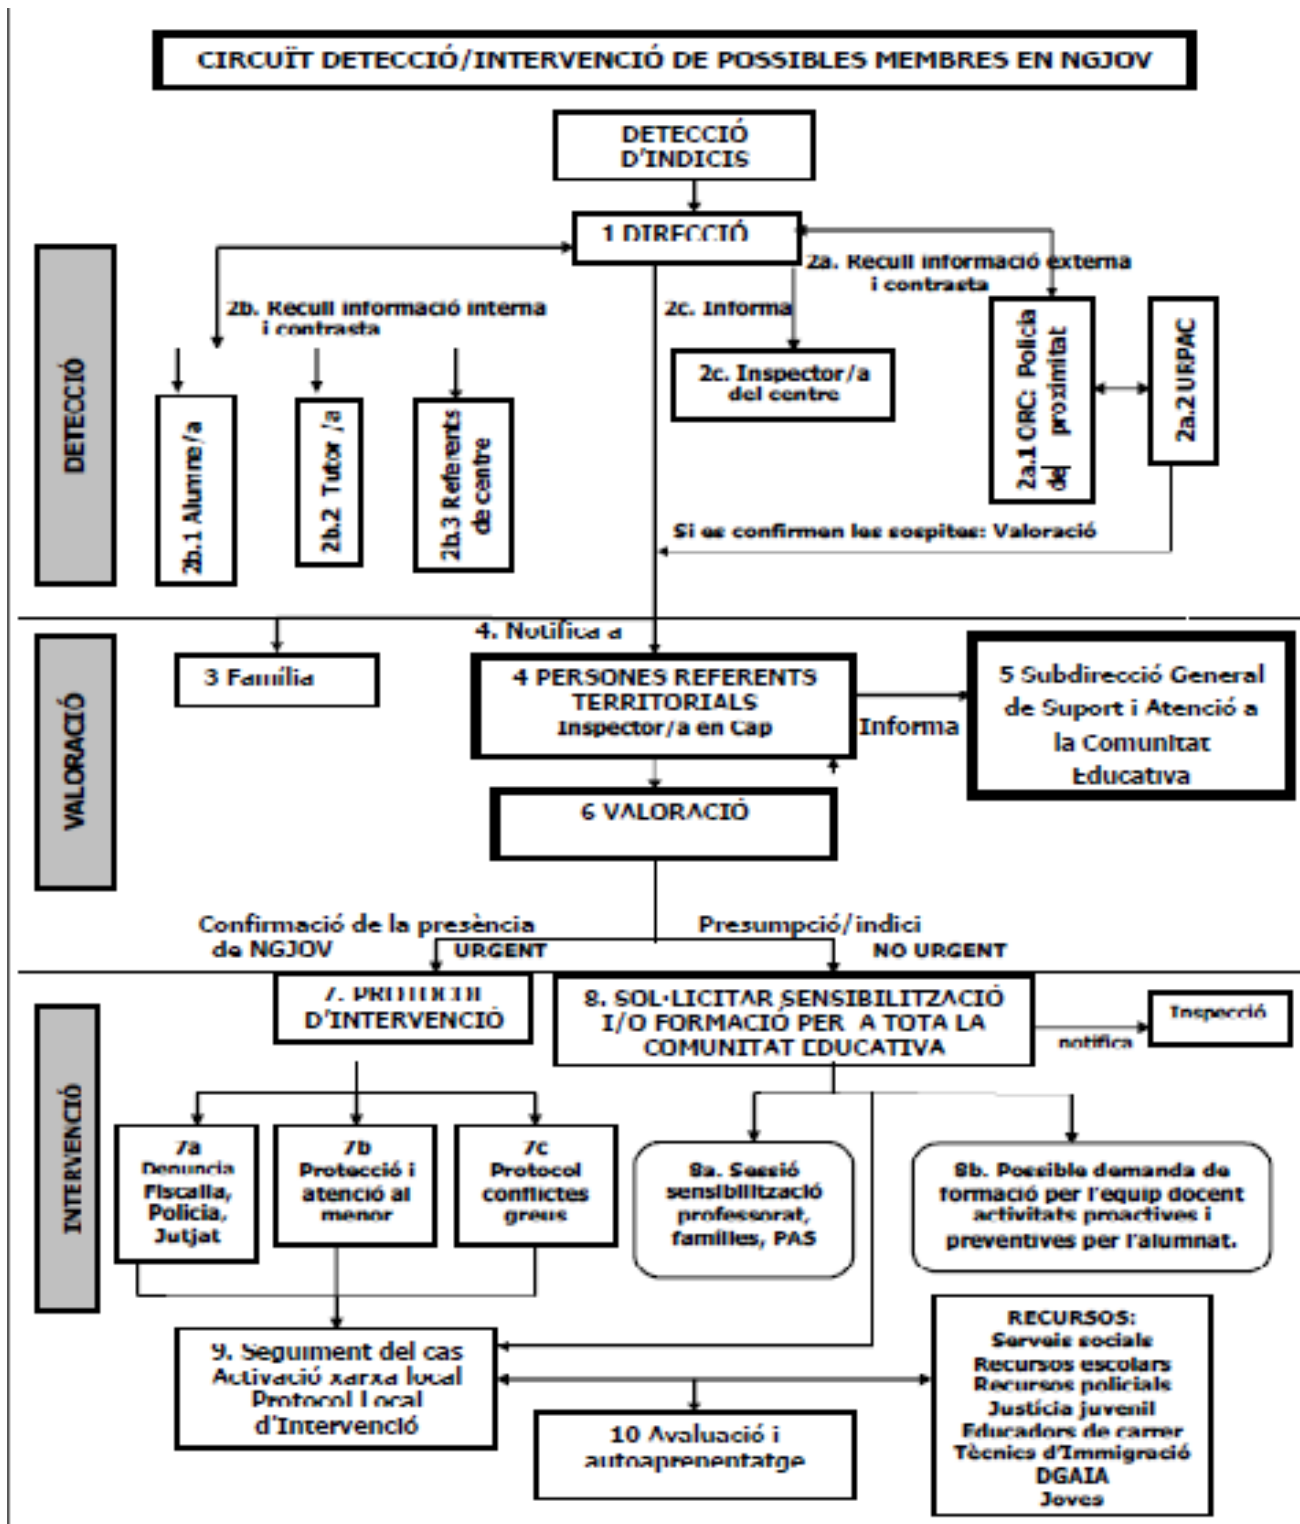 CIRCUÏT DETECCIÓ/INTERVENCIÓ DE POSSIBLES MEMBRES EN NGJOV
DETECCIÓ
D'INDICIS
1 DIRECCIÓ
2a. Recull informació externa
i contrasta
2b. Recull informació interna
i contrasta
2c. Informa
2c. Inspector/a
del centre
2a.1 ORC: Policia
de proximitat
2a.2 URPAC
DETECCIÓ
2b.1 Alumne/a
2b.2 Tutor /a
2b.3 Referents
de centre
Si es confirmen les sospites: Valoració
4. Notifica a
VALORACIÓ
3 Família
4 PERSONES REFERENTS
TERRITORIALS
Inspector/a en Cap
Informa
5 Subdirecció General
de Suport i Atenció a
la Comunitat
Educativa
6 VALORACIÓ
Confirmació de la presència
de NGJOV
URGENT
Presumpció/indici
NO URGENT
INTERVENCIÓ
7. PROTOCOL
D'INTERVENCIÓ
8. SOL·LICITAR SENSIBILITZACIÓ
I/O FORMACIÓ PER A TOTA LA
COMUNITAT EDUCATIVA
notifica
Inspecció
7a
Denuncia
Fiscalia,
Policia,
Jutjat
7b
Protecció i
atenció al
menor
7c
Protocol
conflictes
greus
8a. Sessió
sensibilització
professorat,
famílies, PAS
8b. Possible demanda de
formació per l'equip docent
activitats proactives i
preventives per l'alumnat.
9. Seguiment del cas
Activació xarxa local
Protocol Local
d'Intervenció
10 Avaluació i
autoaprenentatge
RECURSOS:
Serveis socials
Recursos escolars
Recursos policials
Justícia juvenil
Educadors de carrer
Tècnics d'Immigració
DGAIA
Joves